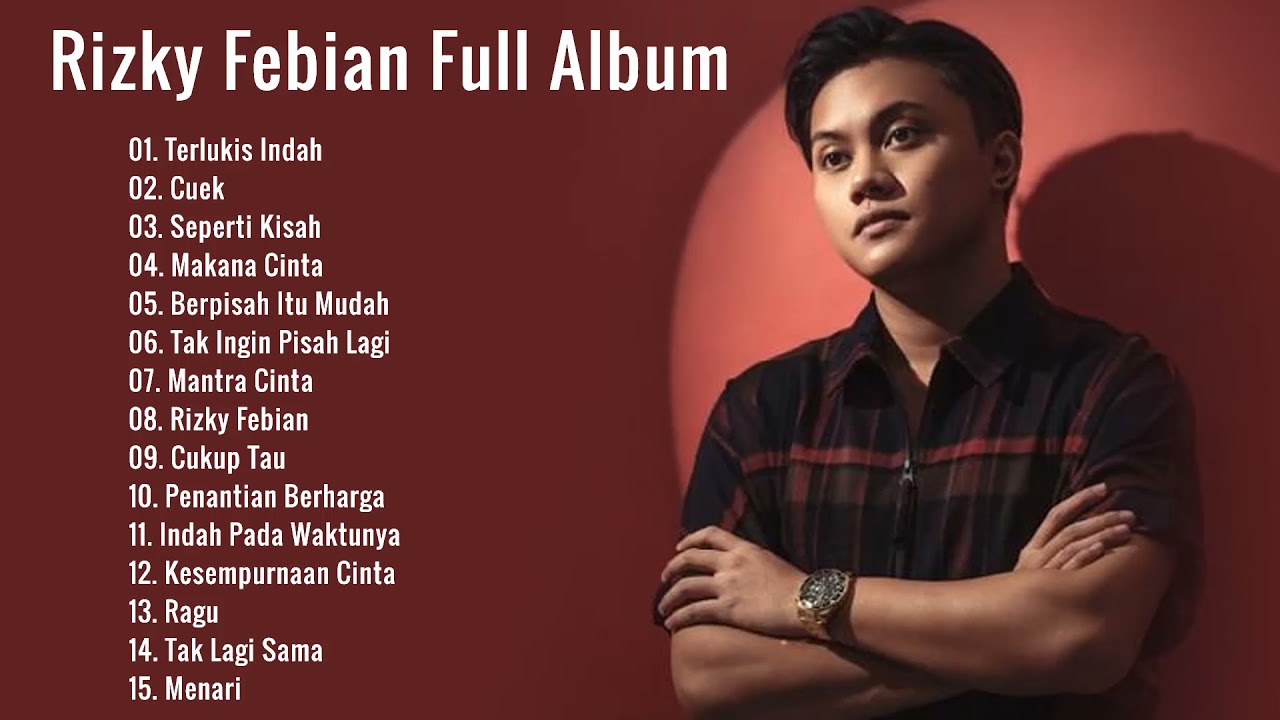 Rizky Febian Full Album
01. Terlukis Indah
02. Cuek
03. Seperti Kisah
04. Makana Cinta
05. Berpisah Itu Mudah
06. Tak Ingin Pisah Lagi
07. Mantra Cinta
08. Rizky Febian
09. Cukup Tau
10. Penantian Berharga
11. Indah Pada Waktunya
12. Kesempurnaan Cinta
13. Ragu
14. Tak Lagi Sama
15. Menari